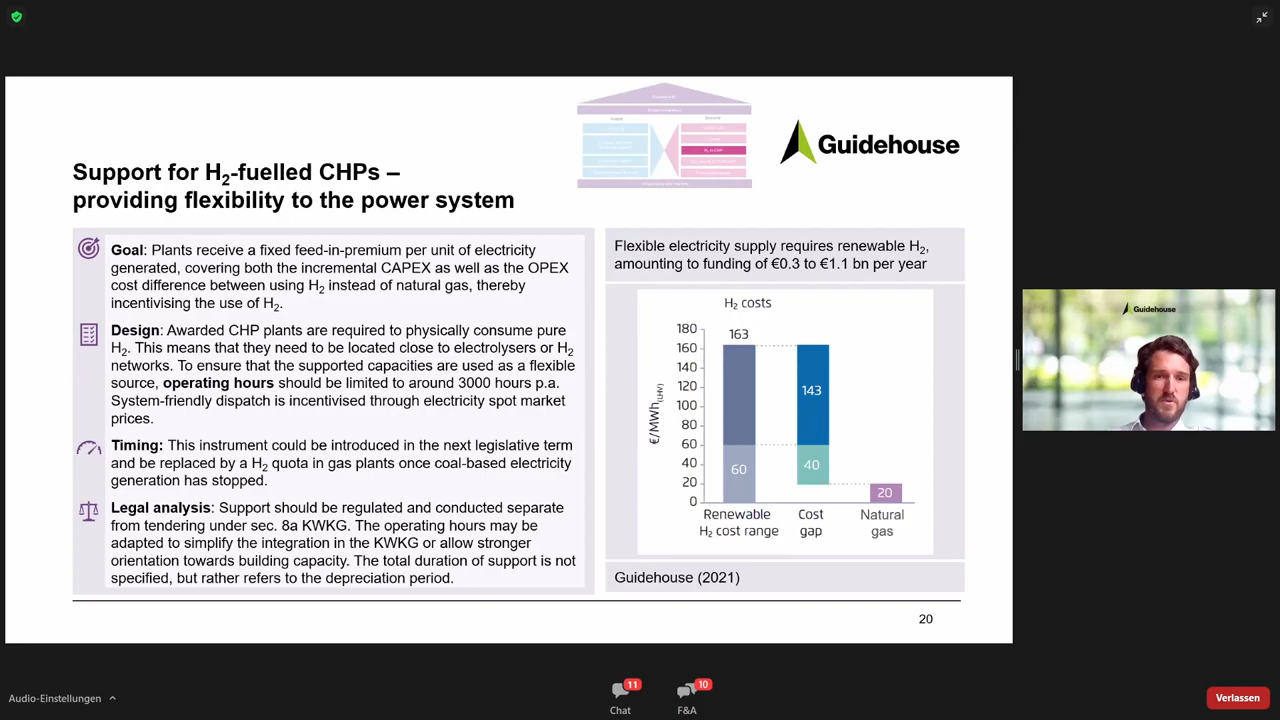 Guidehouse
Support for H₂-fuelled CHPs –
providing flexibility to the power system
Goal: Plants receive a fixed feed-in-premium per unit of electricity
generated, covering both the incremental CAPEX as well as the OPEX
cost difference between using H₂ instead of natural gas, thereby
incentivising the use of H₂.
Design: Awarded CHP plants are required to physically consume pure
H₂. This means that they need to be located close to electrolysers or H₂
networks. To ensure that the supported capacities are used as a flexible
source, operating hours should be limited to around 3000 hours p.a.
System-friendly dispatch is incentivised through electricity spot market
prices.
Timing: This instrument could be introduced in the next legislative term
and be replaced by a H₂ quota in gas plants once coal-based electricity
generation has stopped.
Legal analysis: Support should be regulated and conducted separate
from tendering under sec. 8a KWKG. The operating hours may be
adapted to simplify the integration in the KWKG or allow stronger
orientation towards building capacity. The total duration of support is not
specified, but rather refers to the depreciation period.
Flexible electricity supply requires renewable H₂,
amounting to funding of €0.3 to €1.1 bn per year
H₂ costs
€/MWh(LHV)
180
160
140
120
100
80
60
40
20
0
163
60
143
40
20
Renewable
H₂ cost range
Cost
gap
Natural
gas
Guidehouse (2021)
20
Guidehouse
Audio-Einstellungen
11
Chat
10
F&A
Verlassen